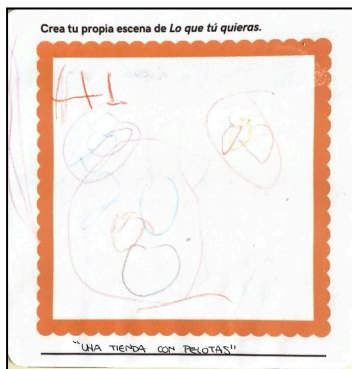 Crea tu propia escena de Lo que tú quieras.
"UNA TIENDA CON PELOTAS"